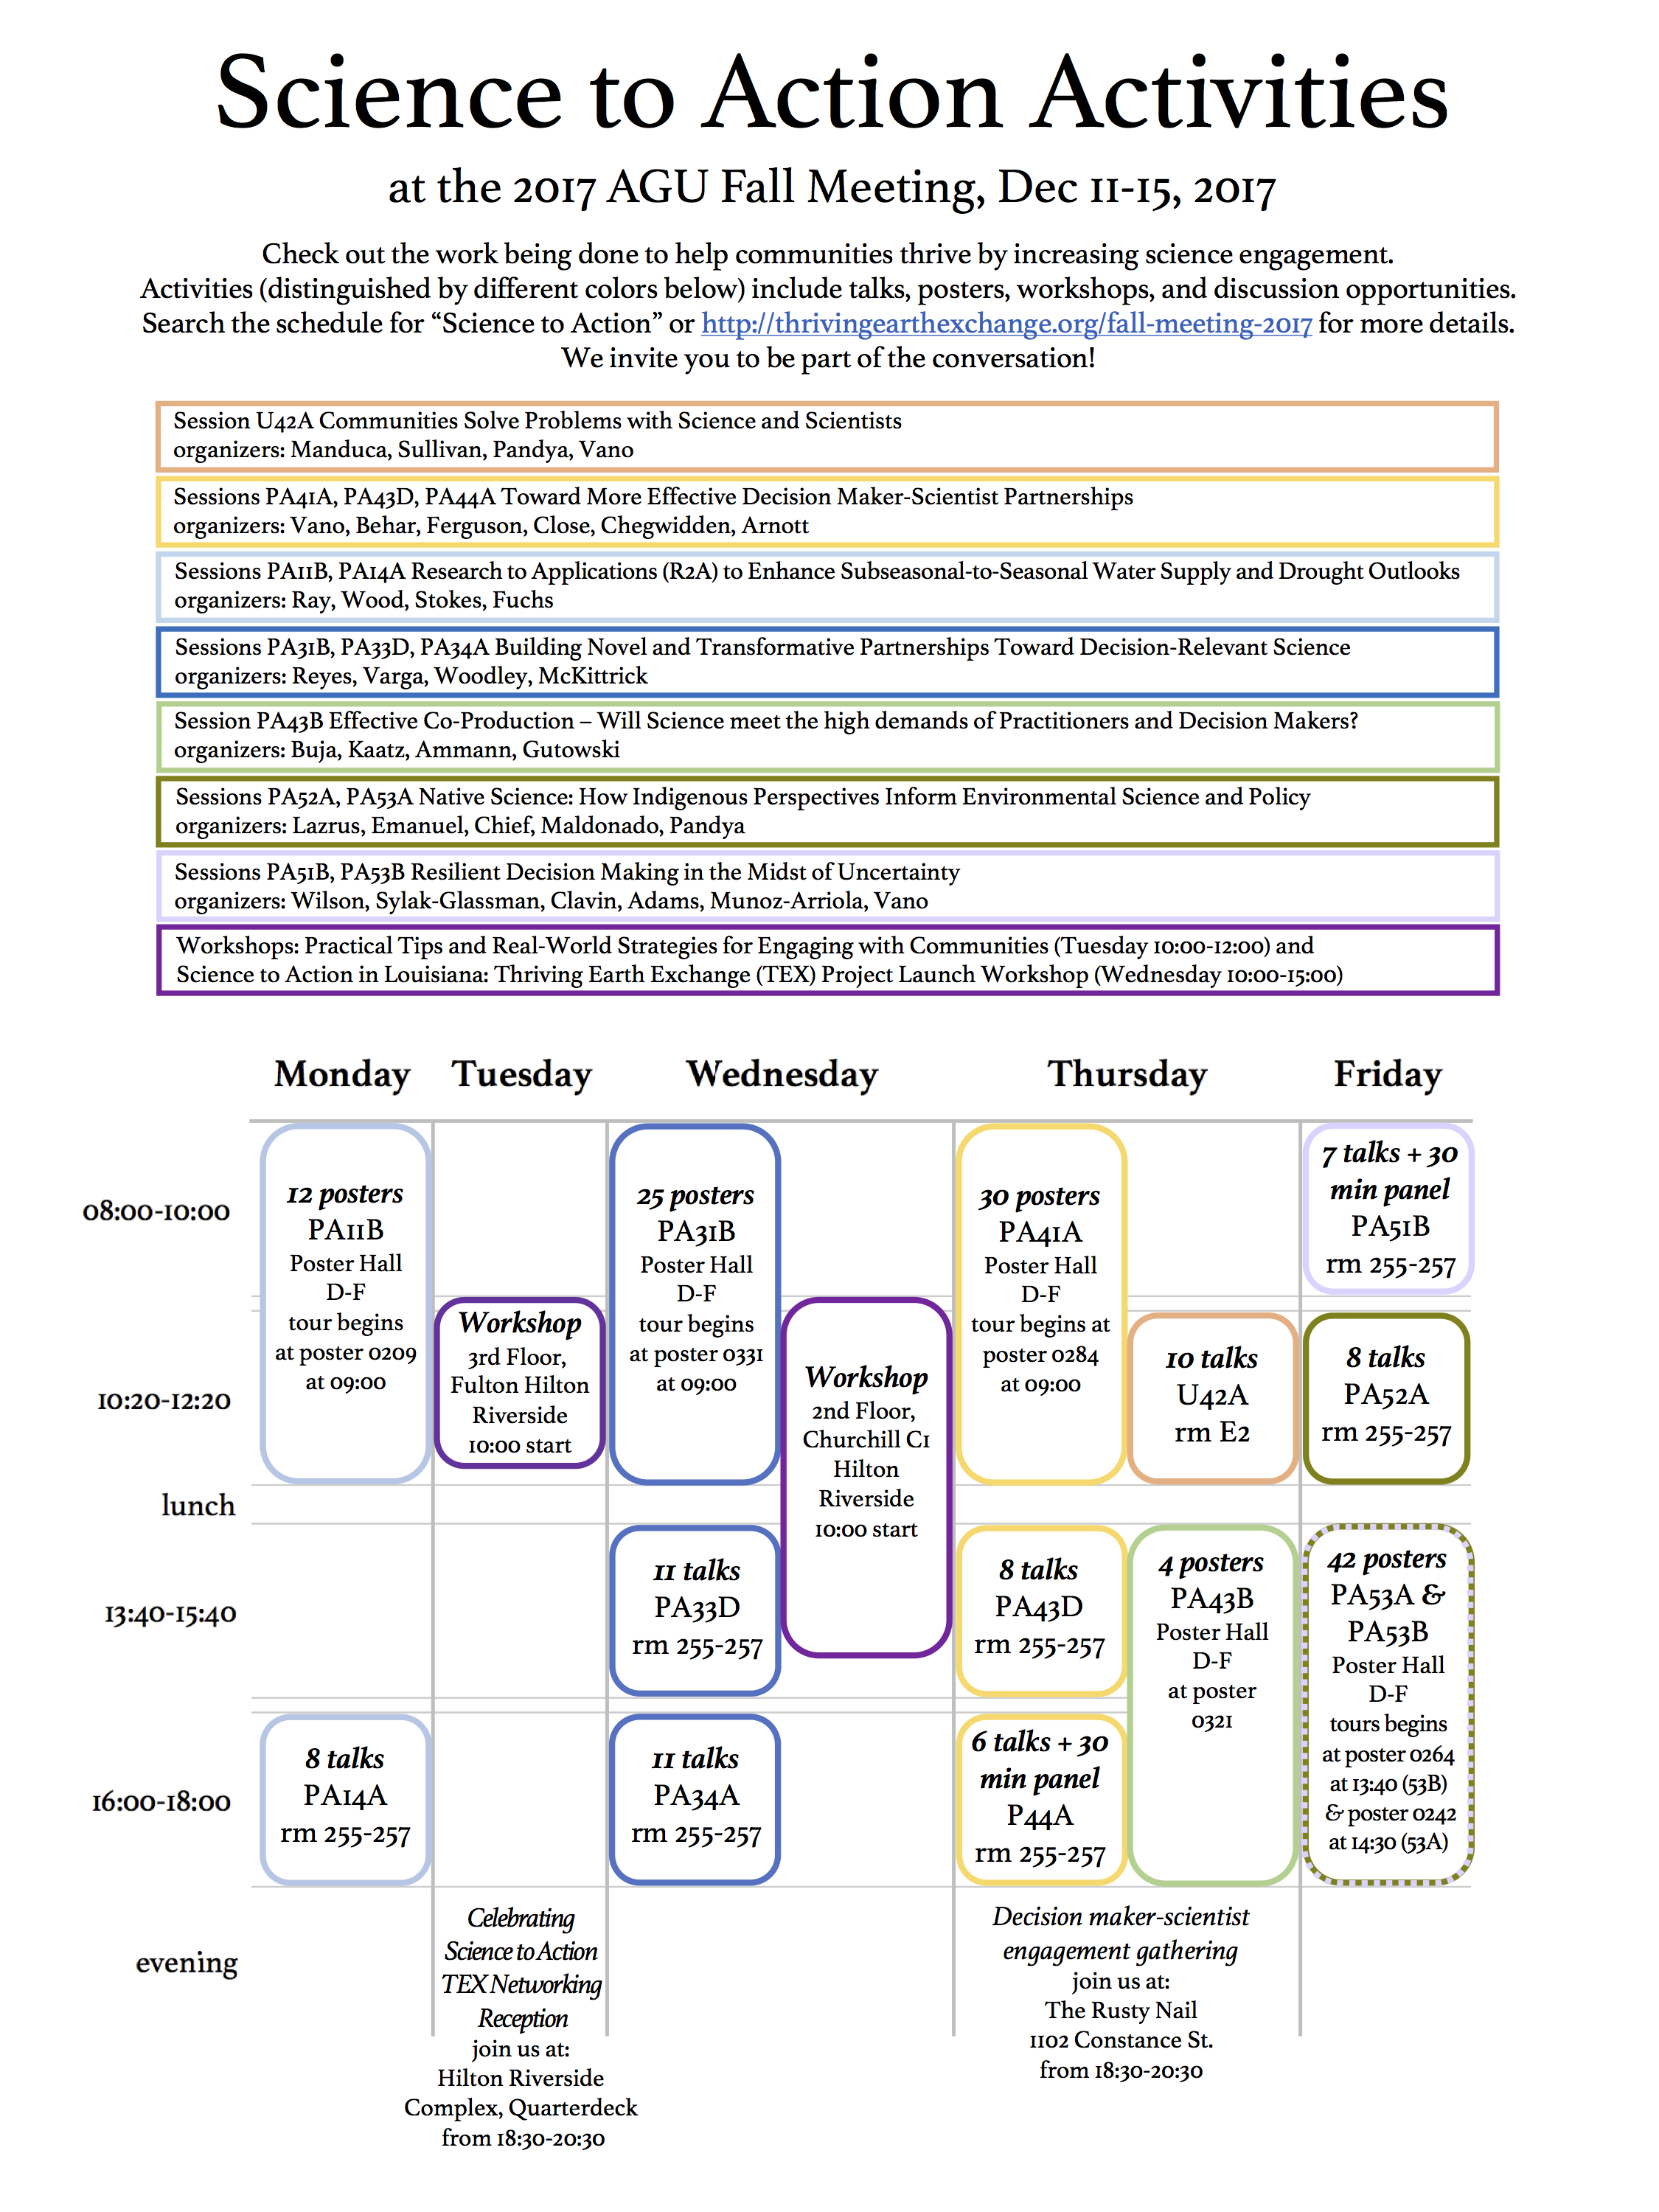 Science to Action Activities
at the 2017 AGU Fall Meeting, Dec 11-15, 2017
Check out the work being done to help communities thrive by increasing science engagement.
Activities (distinguished by different colors below) include talks, posters, workshops, and discussion opportunities.
Search the schedule for “Science to Action” or http://thrivingearthexchange.org/fall-meeting-2017 for more details.
We invite you to be part of the conversation!
Session U42A Communities Solve Problems with Science and Scientists
organizers: Manduca, Sullivan, Pandya, Vano
Sessions PA41A, PA43D, PA44A Toward More Effective Decision Maker-Scientist Partnerships
organizers: Vano, Behar, Ferguson, Close, Chegwidden, Arnott
Sessions PA11B, PA14A Research to Applications (R2A) to Enhance Subseasonal-to-Seasonal Water Supply and Drought Outlooks
organizers: Ray, Wood, Stokes, Fuchs
Sessions PA31B, PA33D, PA34A Building Novel and Transformative Partnerships Toward Decision-Relevant Science
organizers: Reyes, Varga, Woodley, McKittrick
Session PA43B Effective Co-Production – Will Science meet the high demands of Practitioners and Decision Makers?
organizers: Buja, Kaatz, Ammann, Gutowski
Sessions PA52A, PA53A Native Science: How Indigenous Perspectives Inform Environmental Science and Policy
organizers: Lazrus, Emanuel, Chief, Maldonado, Pandya
Sessions PA51B, PA53B Resilient Decision Making in the Midst of Uncertainty
organizers: Wilson, Sylak-Glassman, Clavin, Adams, Munoz-Arriola, Vano
Workshops: Practical Tips and Real-World Strategies for Engaging with Communities (Tuesday 10:00-12:00) and
Science to Action in Louisiana: Thriving Earth Exchange (TEX) Project Launch Workshop (Wednesday 10:00-15:00)
Monday
Tuesday
Wednesday
Thursday
Friday
08:00-10:00
10:20-12:20
lunch
13:40-15:40
16:00-18:00
evening
12 posters
PA11B
Poster Hall
D-F
tour begins
at poster 0209
at 09:00
8 talks
PA14A
rm 255-257
Workshop
3rd Floor,
Fulton Hilton
Riverside
10:00 start
Celebrating
Science to Action
TEX Networking
Reception
join us at:
Hilton Riverside
Complex, Quarterdeck
from 18:30-20:30
25 posters
PA31B
Poster Hall
D-F
tour begins
at poster 0331
at 09:00
11 talks
PA33D
rm 255-257
11 talks
PA34A
rm 255-257
Workshop
2nd Floor,
Churchill C1
Hilton
Riverside
10:00 start
30 posters
PA41A
Poster Hall
D-F
tour begins at
poster 0284
at 09:00
8 talks
PA43D
rm 255-257
6 talks + 30
min panel
P44A
rm 255-257
10 talks
U42A
rm E2
4 posters
PA43B
Poster Hall
D-F
at poster
0321
Decision maker-scientist
engagement gathering
join us at:
The Rusty Nail
1102 Constance St.
from 18:30-20:30
7 talks + 30
min panel
PA51B
rm 255-257
8 talks
PA52A
rm 255-257
42 posters
PA53A &
PA53B
Poster Hall
D-F
tours begins
at poster 0264
at 13:40 (53B)
& poster 0242
at 14:30 (53A)